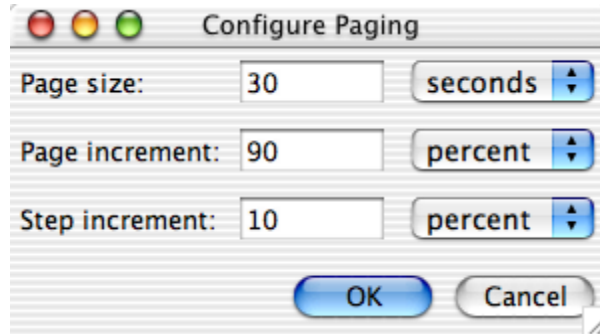 Configure Paging
Page size: 30 seconds
Page increment: 90 percent
Step increment: 10 percent
OK Cancel